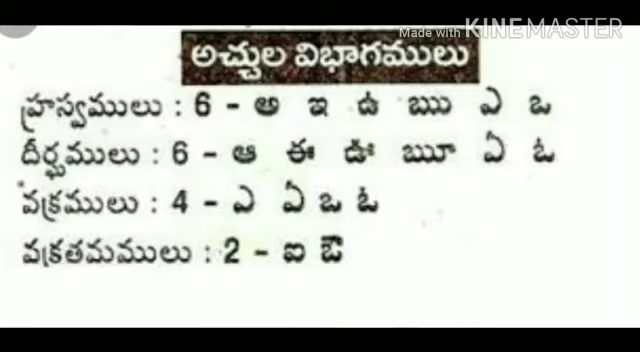 Made with KINEMASTER
అచ్చుల విభాగములు
హ్రస్వములు : 6 - అ ఇ ఉ ఋ ఎ ఒ
దీర్ఘములు : 6 - ఆ ఈ ఊ ౠ ఏ ఓ
వక్రములు : 4 - ఎ ఏ ఒ ఓ
వక్రతమములు : 2 - ఐ ఔ